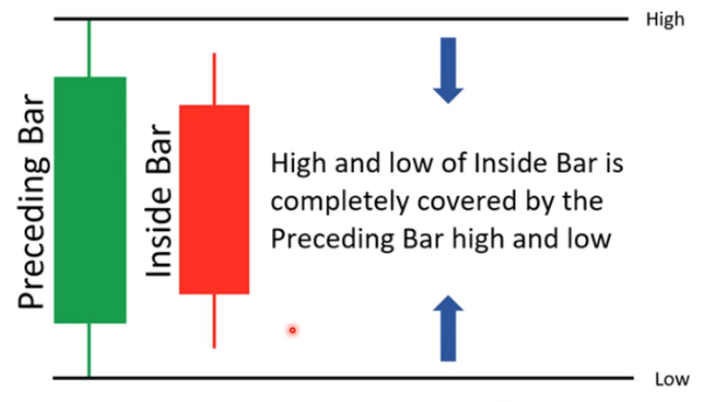 High
Preceding Bar
Inside Bar
High and low of Inside Bar is
completely covered by the
Preceding Bar high and low
Low